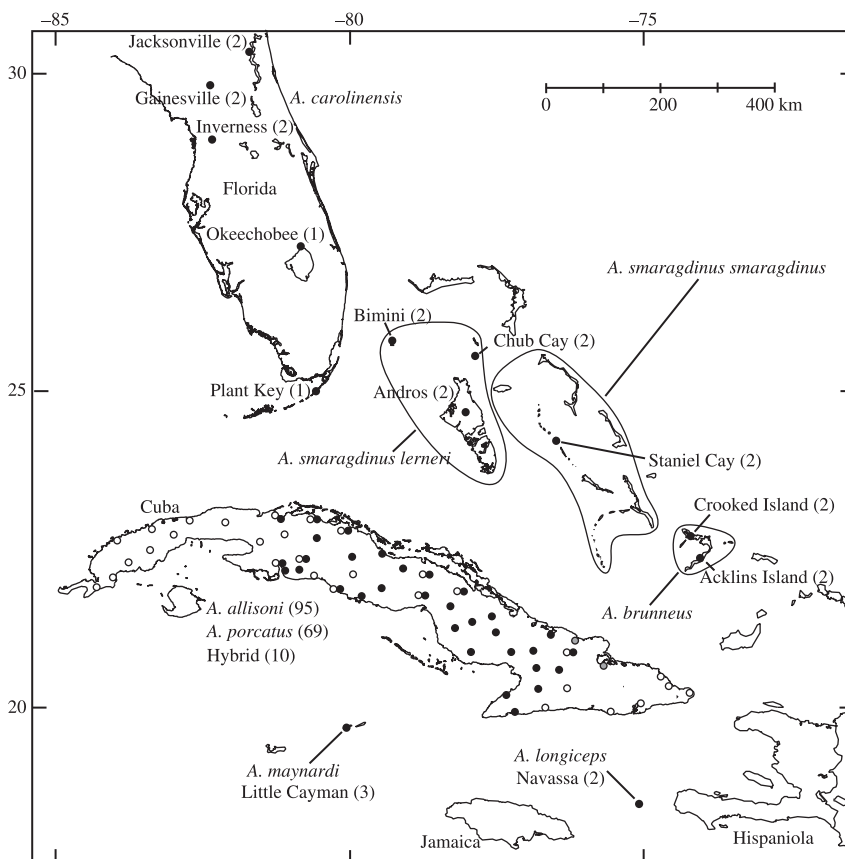 −85 −80 −75
Jacksonville (2)
30
Gainesville (2)
A. carolinensis
0 200 400 km
Inverness (2)
Florida
Okeechobee (1)
A. smaragdinus smaragdinus
Bimini (2)
Chub Cay (2)
25
Plant Key (1)
Andros (2)
A. smaragdinus lerneri
Staniel Cay (2)
Cuba
Crooked Island (2)
Acklins Island (2)
A. brunneus
A. allisoni (95)
A. porcatus (69)
Hybrid (10)
20
A. maynardi
Little Cayman (3)
A. longiceps
Navassa (2)
Jamaica
Hispaniola